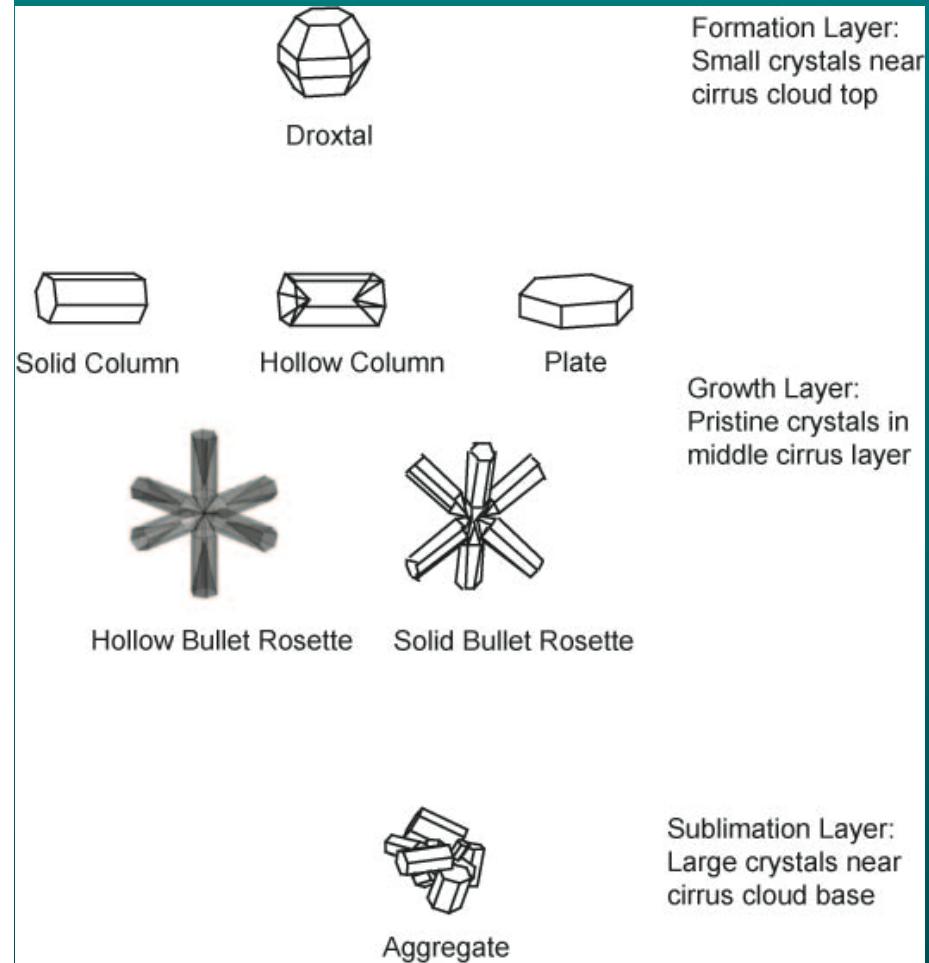 Formation Layer:
Small crystals near
cirrus cloud top
Droxtal
Solid Column
Hollow Column
Plate
Growth Layer:
Pristine crystals in
middle cirrus layer
Hollow Bullet Rosette
Solid Bullet Rosette
Sublimation Layer:
Large crystals near
cirrus cloud base
Aggregate